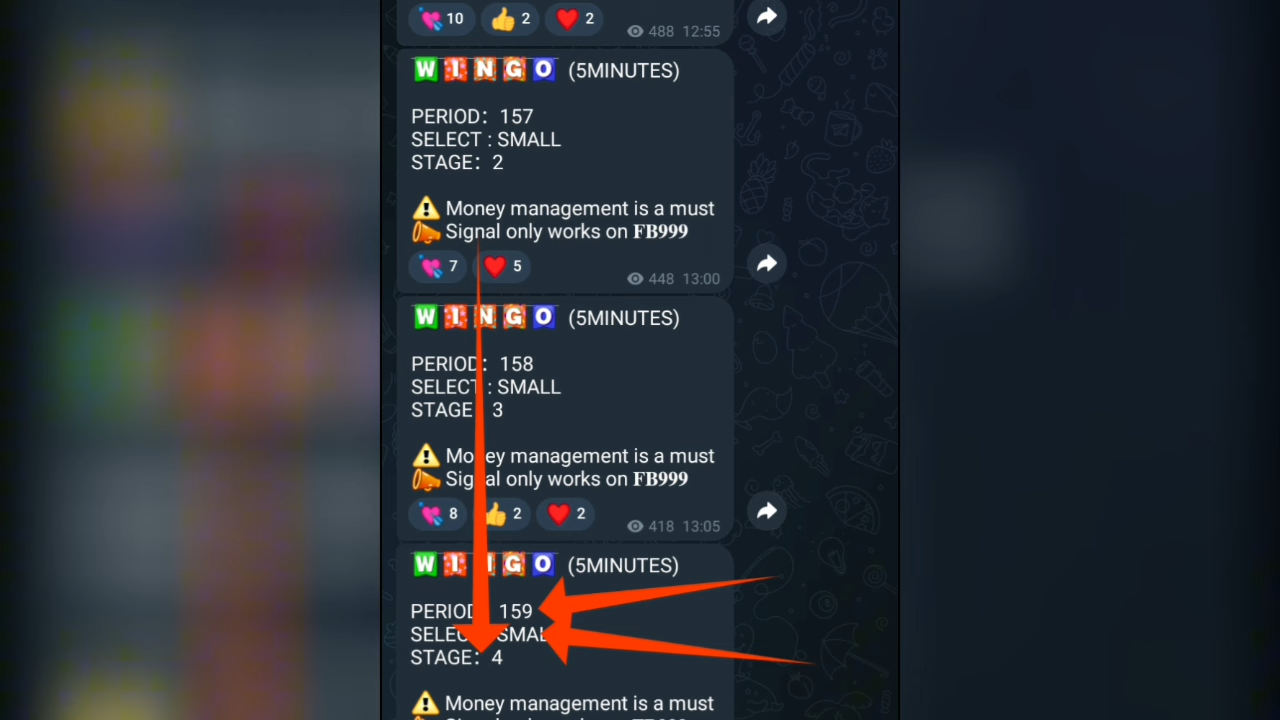 10 2 2 488 12:55
WINGO (5MINUTES)
PERIOD: 157
SELECT : SMALL
STAGE: 2
Money management is a must
Signal only works on FB999
7 5 448 13:00
WINGO (5MINUTES)
PERIOD: 158
SELECT : SMALL
STAGE: 3
Money management is a must
Signal only works on FB999
8 2 2 418 13:05
WINGO (5MINUTES)
PERIOD: 159
SELECT : SMALL
STAGE: 4
Money management is a must